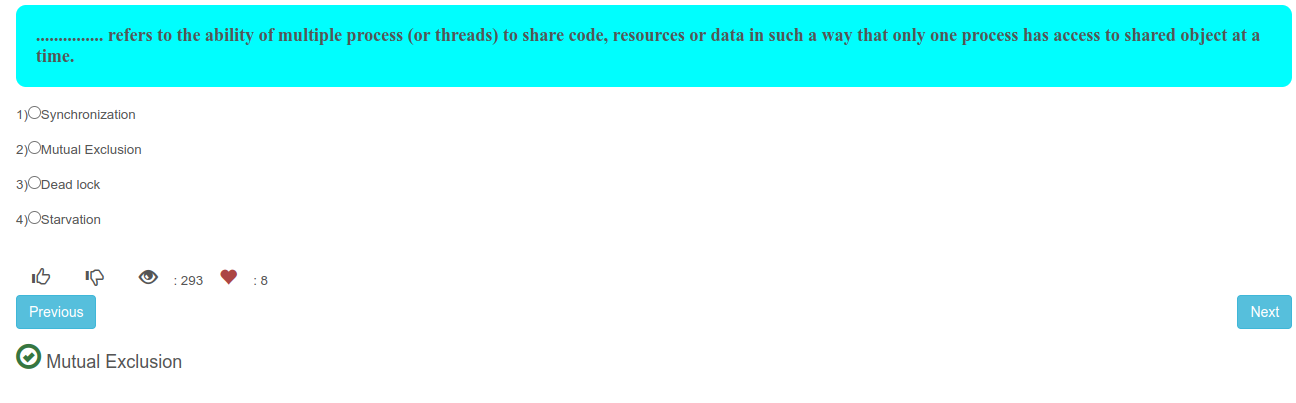 ............... refers to the ability of multiple process (or threads) to share code, resources or data in such a way that only one process has access to shared object at a
time.
1)Synchronization
2)Mutual Exclusion
3)Dead lock
4)Starvation
: 293 : 8
Previous Next
Mutual Exclusion